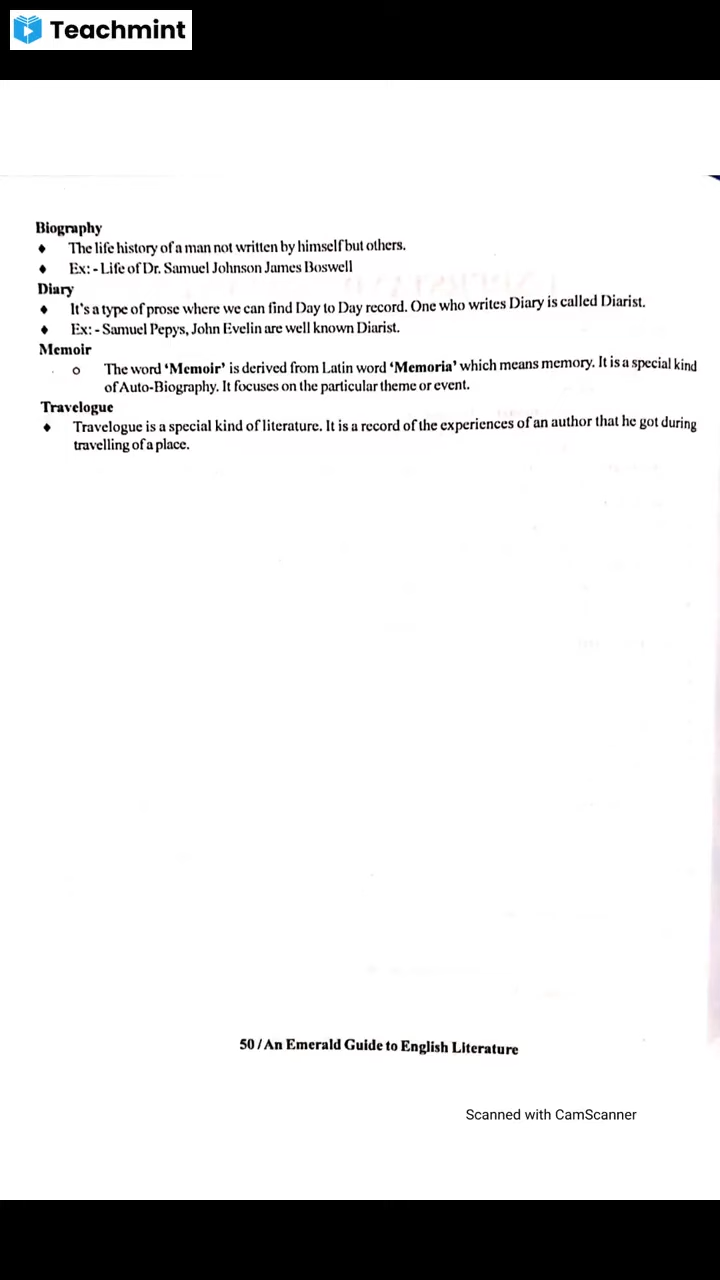 Teachmint
Biography
♦ The life history of a man not written by himself but others.
♦ Ex: - Life of Dr. Samuel Johnson James Boswell
Diary
♦ It's a type of prose where we can find Day to Day record. One who writes Diary is called Diarist.
♦ Ex: - Samuel Pepys, John Evelin are well known Diarist.
Memoir
o The word ‘Memoir’ is derived from Latin word ‘Memoria’ which means memory. It is a special kind
of Auto-Biography. It focuses on the particular theme or event.
Travelogue
♦ Travelogue is a special kind of literature. It is a record of the experiences of an author that he got during
travelling of a place.
50 / An Emerald Guide to English Literature
Scanned with CamScanner